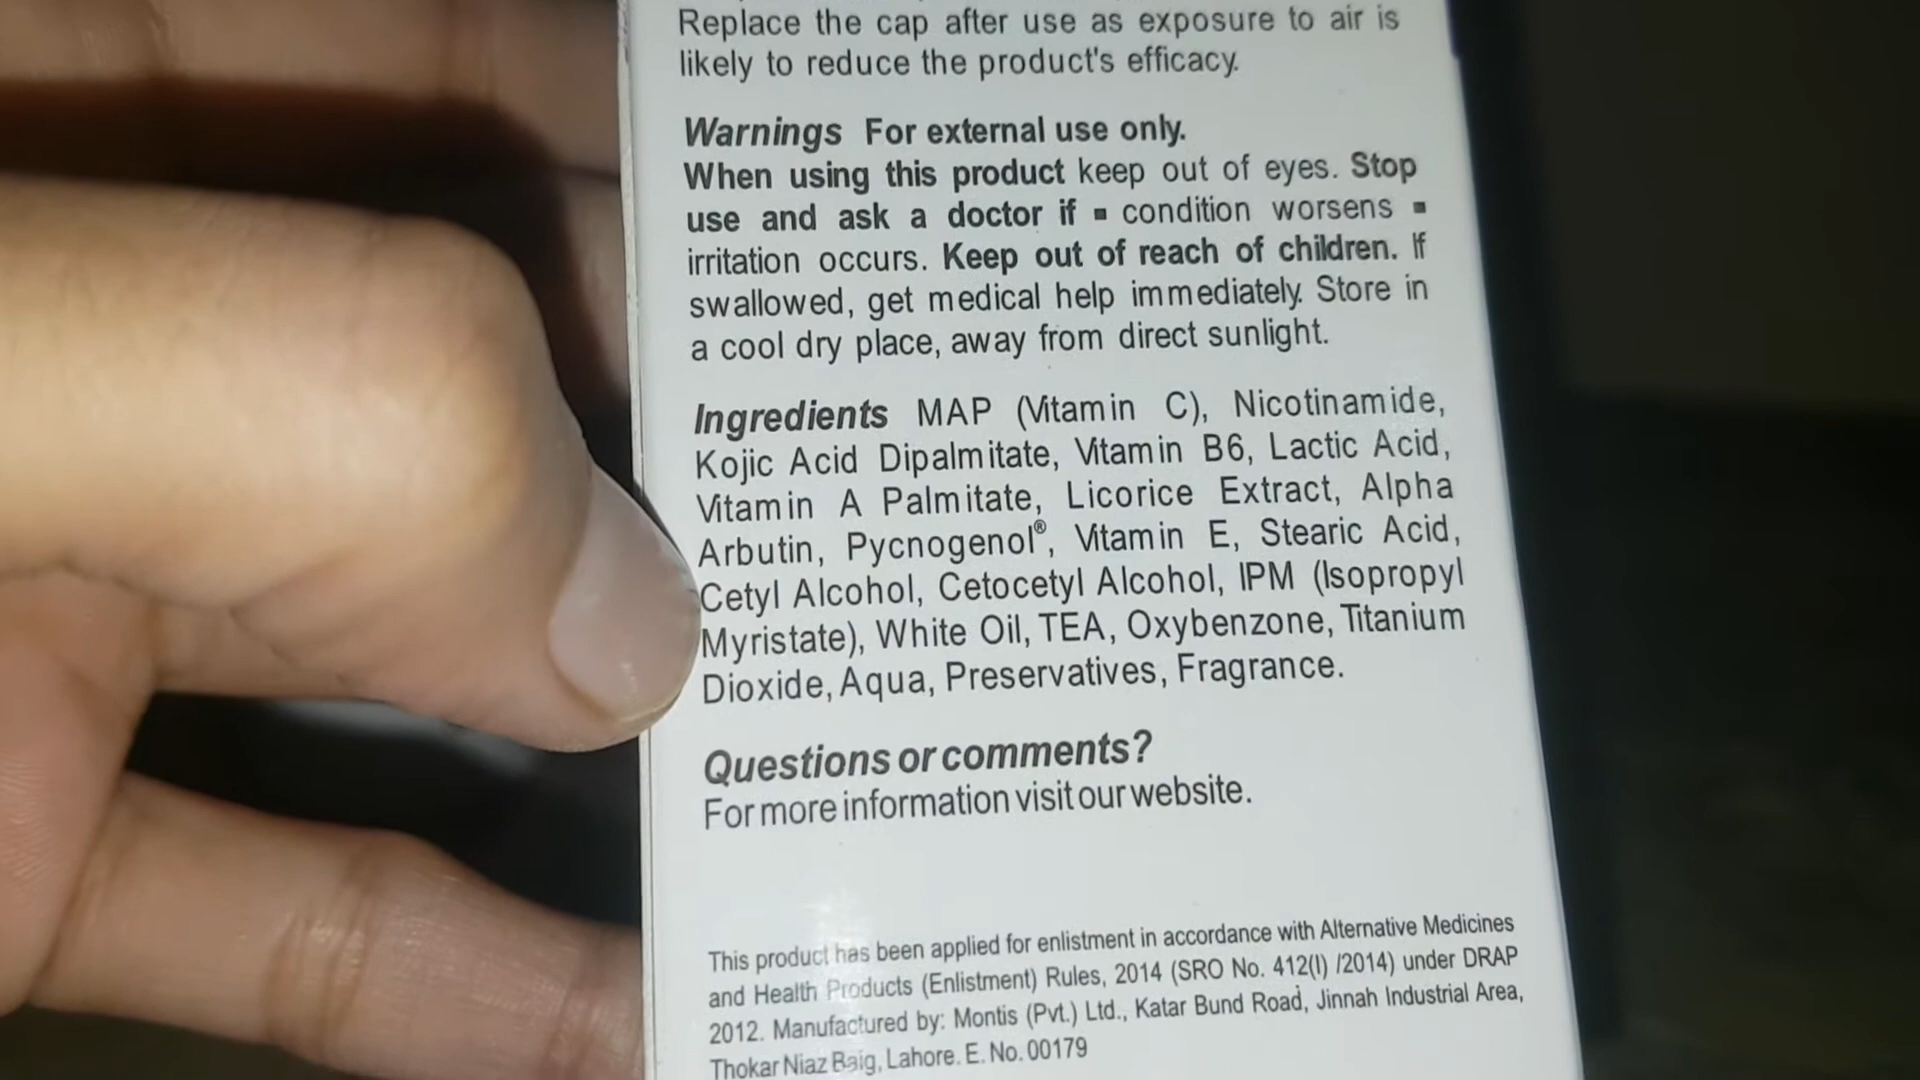 Replace the cap after use as exposure to air is
likely to reduce the product's efficacy.
Warnings For external use only.
When using this product keep out of eyes. Stop
use and ask a doctor if ▪ condition worsens ▪
irritation occurs. Keep out of reach of children. If
swallowed, get medical help immediately. Store in
a cool dry place, away from direct sunlight.
Ingredients MAP (Vitamin C), Nicotinamide,
Kojic Acid Dipalmitate, Vitamin B6, Lactic Acid,
Vitamin A Palmitate, Licorice Extract, Alpha
Arbutin, Pycnogenol®, Vitamin E, Stearic Acid,
Cetyl Alcohol, Cetocetyl Alcohol, IPM (Isopropyl
Myristate), White Oil, TEA, Oxybenzone, Titanium
Dioxide, Aqua, Preservatives, Fragrance.
Questions or comments?
For more information visit our website.
This product has been applied for enlistment in accordance with Alternative Medicines
and Health Products (Enlistment) Rules, 2014 (SRO No. 412(I) /2014) under DRAP
2012. Manufactured by: Montis (Pvt.) Ltd., Katar Bund Road, Jinnah Industrial Area,
Thokar Niaz Baig, Lahore. E. No. 00179